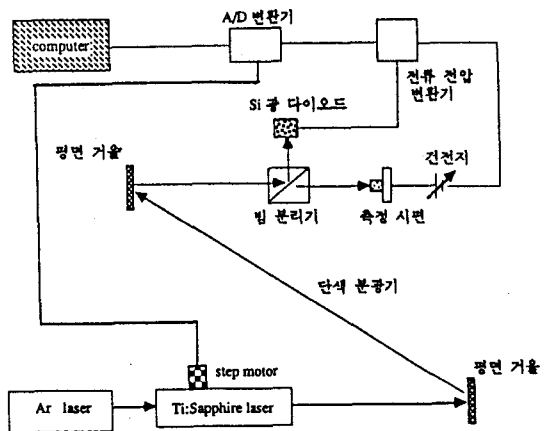 A/D 변환기
computer
전류 전압
변환기
Si 광 다이오드
평면 거울
건전지
빔 분리기
측정 시편
단색 분광기
step motor
평면 거울
Ar laser
Ti:Sapphire laser